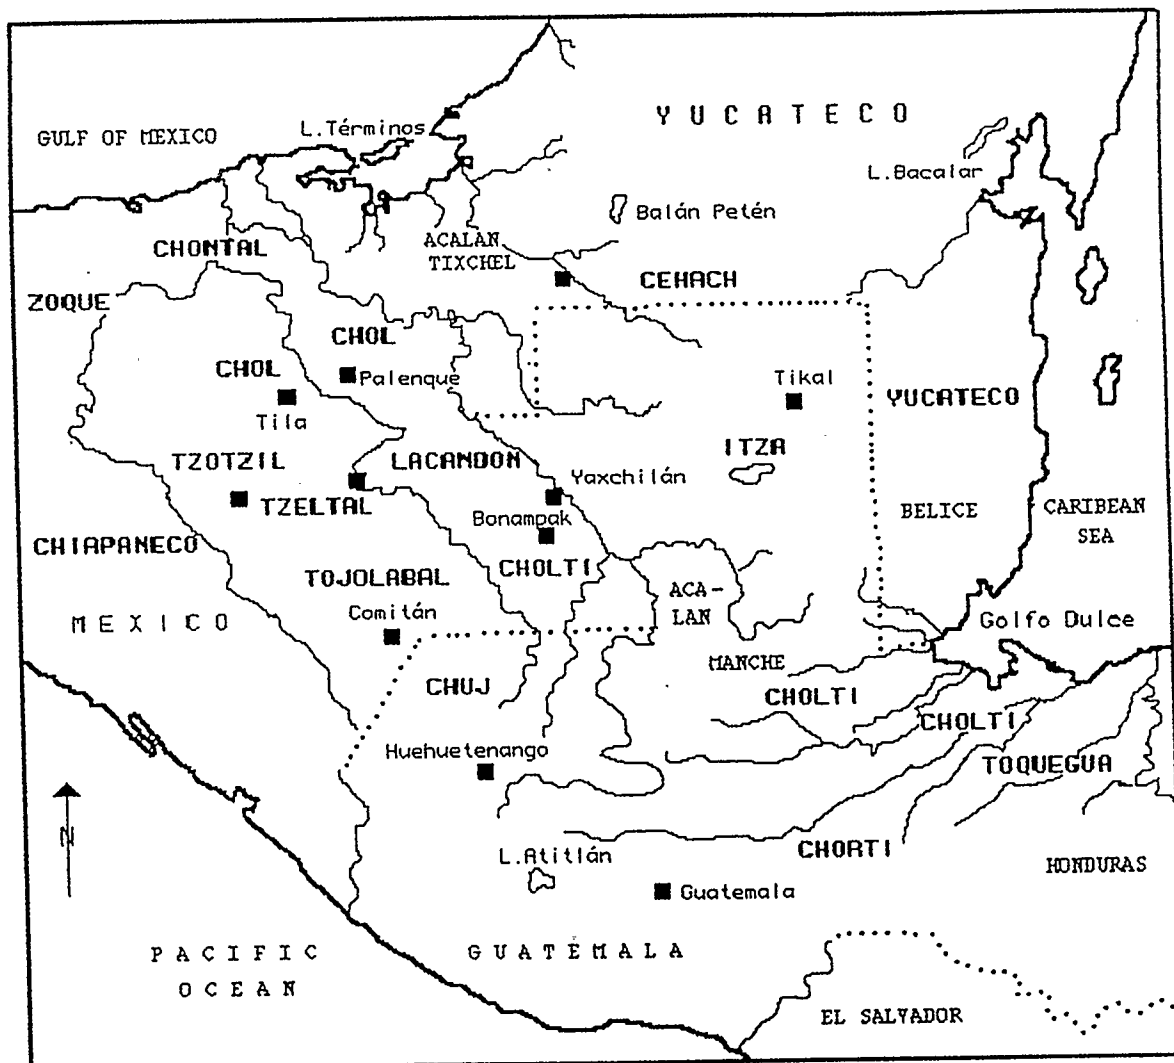 YUCATECO
GULF OF MEXICO
L.Términos
L.Bacalar
Balán Petén
CHONTAL
ACALAN
TIXCHEL
CEHACH
ZOQUE
CHOL
CHOL
Palenque
Tikal
YUCATECO
Tila
ITZA
TZOTZIL
LACANDON
Yaxchilán
TZELTAL
BELICE
CARIBEAN
SEA
Bonampak
CHIAPANECO
CHOLTI
TOJOLABAL
ACA-
LAN
Comitán
MEXICO
Golfo Dulce
MANCHE
CHUJ
CHOLTI
CHOLTI
Huehuetenango
TOQUEGUA
N
CHORTI
L.Atitlán
HONDURAS
Guatemala
PACIFIC
OCEAN
GUATEMALA
EL SALVADOR